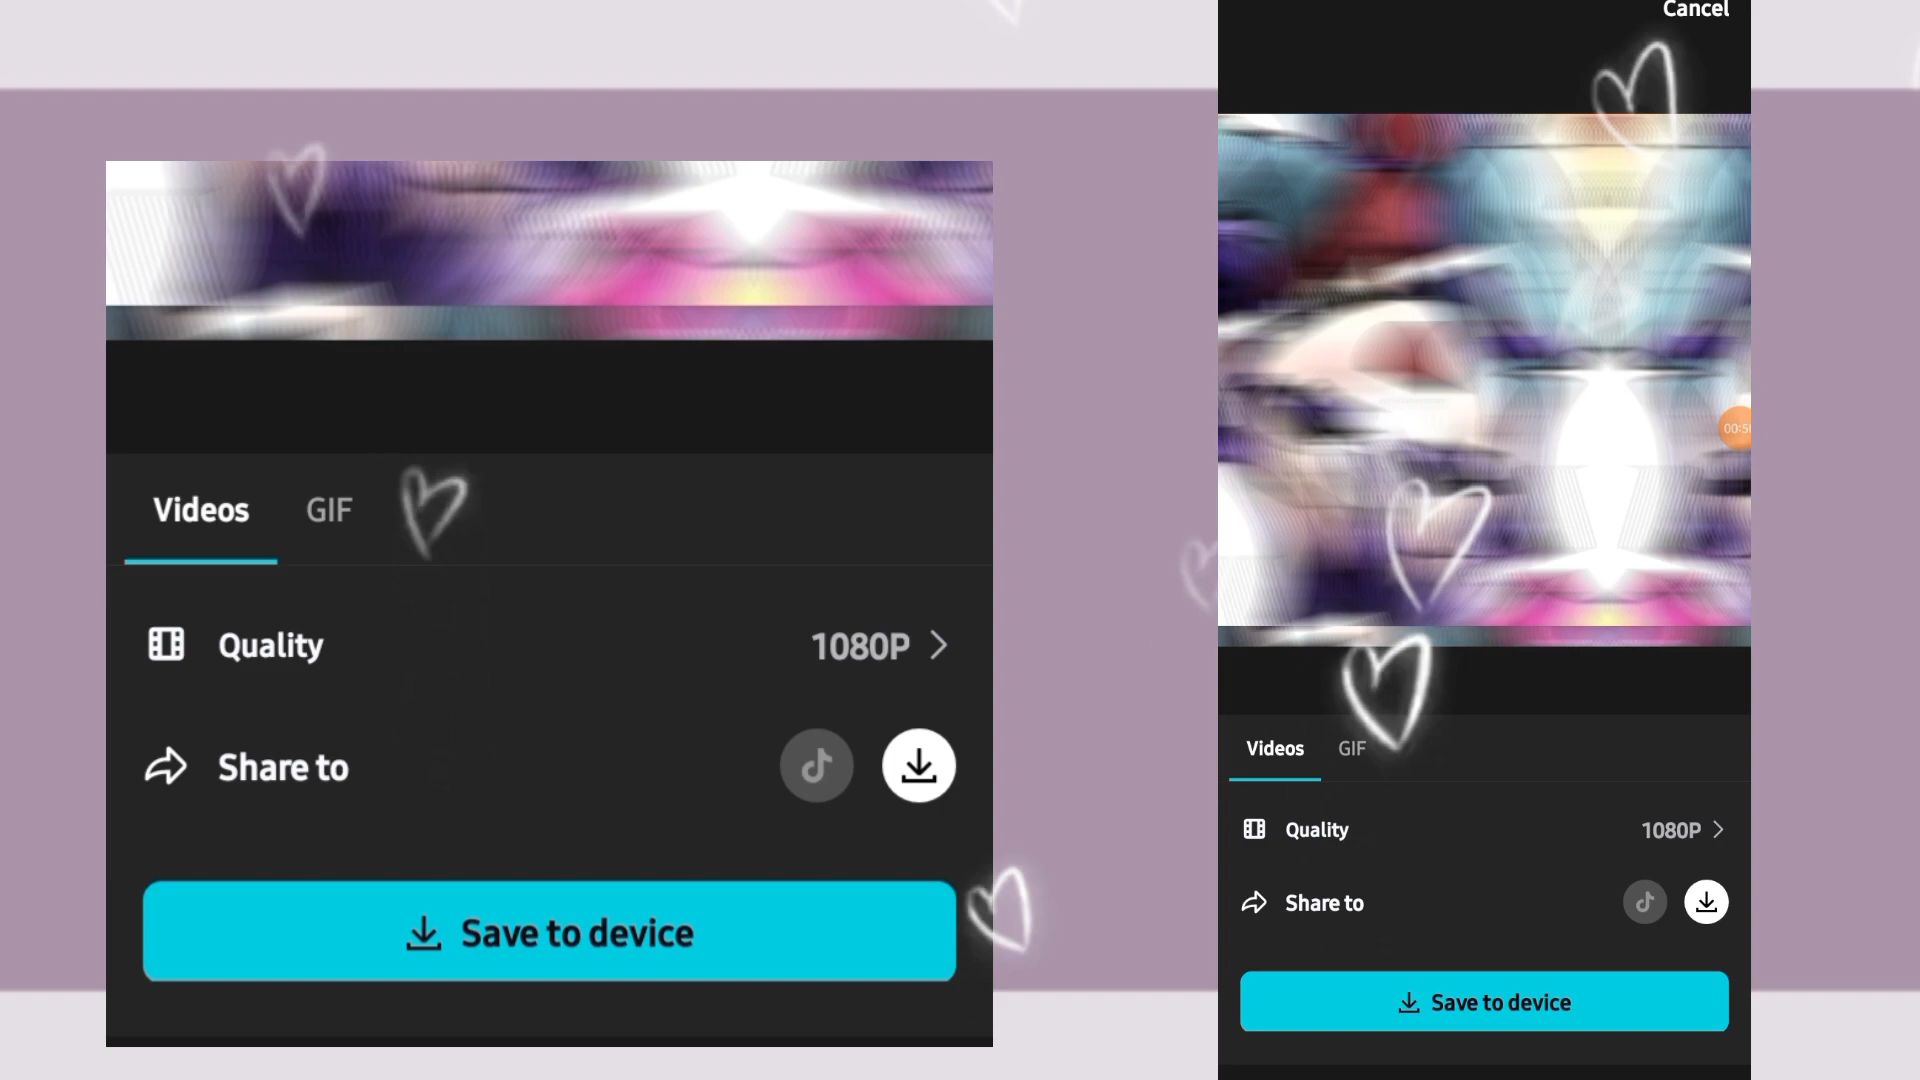 Videos GIF
Quality 1080P
Share to
Save to device
Cancel
Videos GIF
Quality 1080P
Share to
Save to device